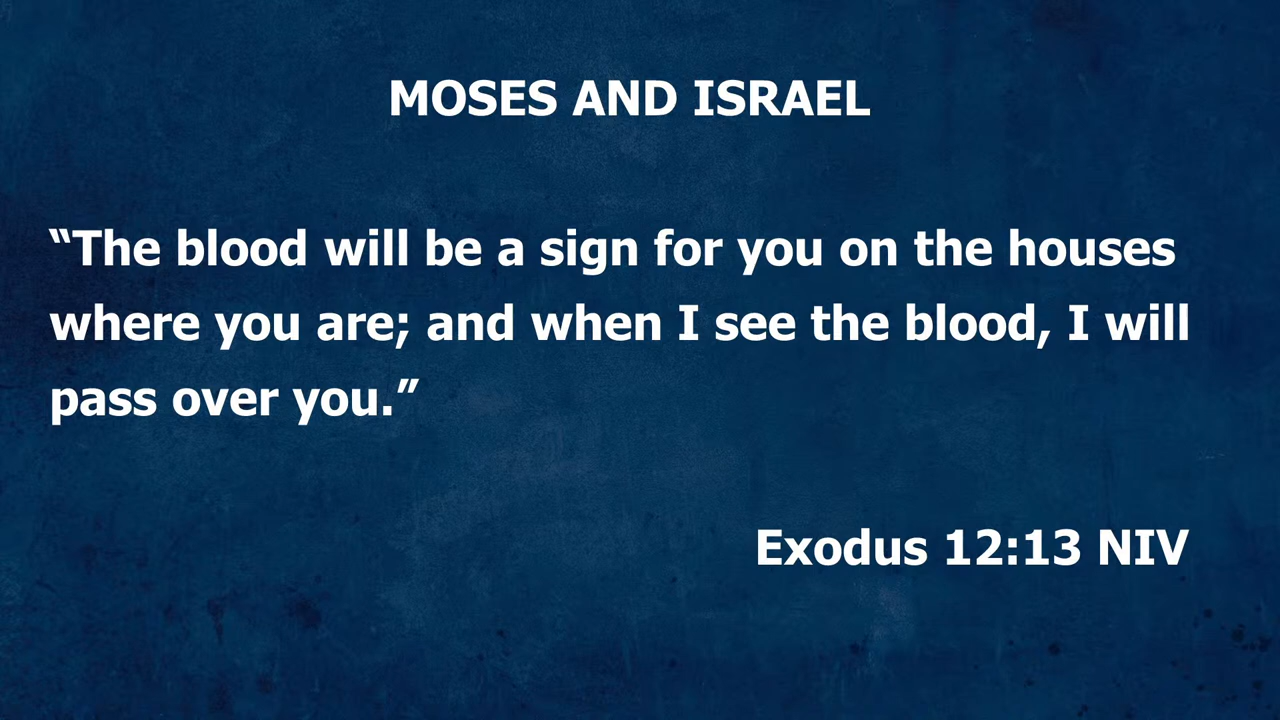 MOSES AND ISRAEL
“The blood will be a sign for you on the houses
where you are; and when I see the blood, I will
pass over you.”
Exodus 12:13 NIV